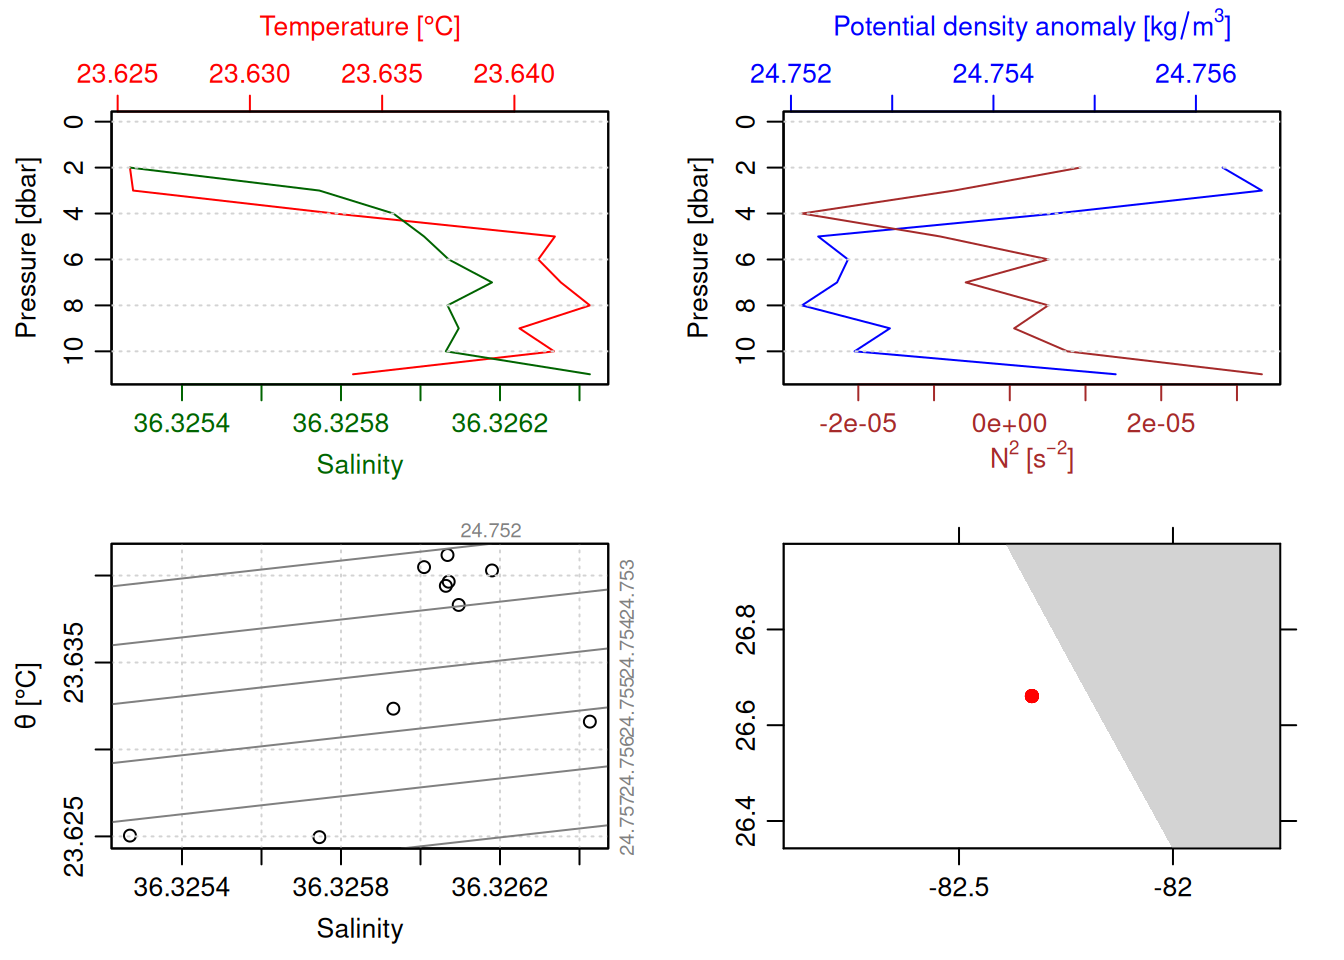 Temperature [°C]
23.625 23.630 23.635 23.640
Pressure [dbar]
0 2 4 6 8 10
36.3254 36.3258 36.3262
Salinity
Potential density anomaly [kg/m³]
24.752 24.754 24.756
Pressure [dbar]
0 2 4 6 8 10
-2e-05 0e+00 2e-05
N² [s⁻²]
24.752
24.753
24.754
24.755
24.756
24.757
θ [°C]
23.635
23.625
36.3254 36.3258 36.3262
Salinity
26.8
26.6
26.4
-82.5 -82